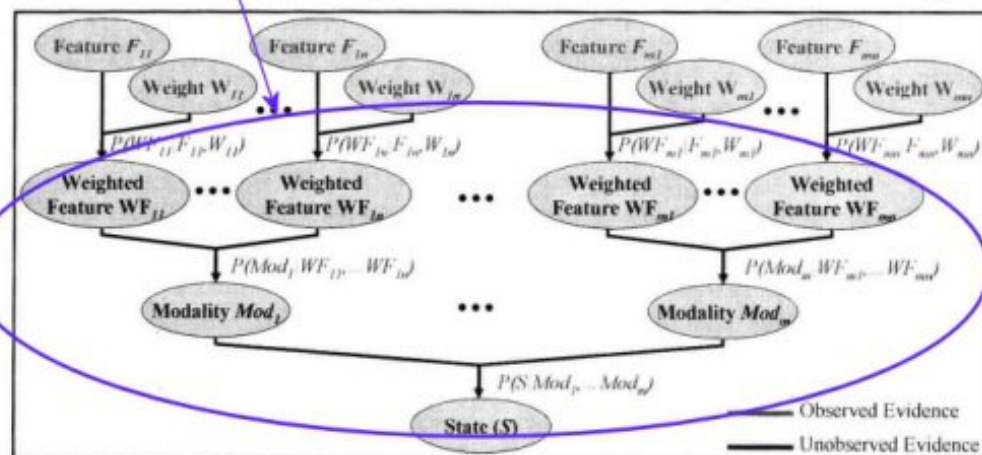 Feature F11 Feature F1n Feature Fm1 Feature Fmn
Weight W11 ••• Weight W1n Weight Wm1 ••• Weight Wmn
P(WF11 F11, W11) P(WF1n F1n, W1n) P(WFm1 Fm1, Wm1) P(WFmn Fmn, Wmn)
Weighted ••• Weighted ••• Weighted ••• Weighted
Feature WF11 Feature WF1n Feature WFm1 Feature WFmn
P(Mod1 WF11, ... WF1n) P(Modm WFm1, ... WFmn)
Modality Mod1 ••• Modality Modm
P(S Mod1, ... Modm)
State (S)
Observed Evidence
Unobserved Evidence